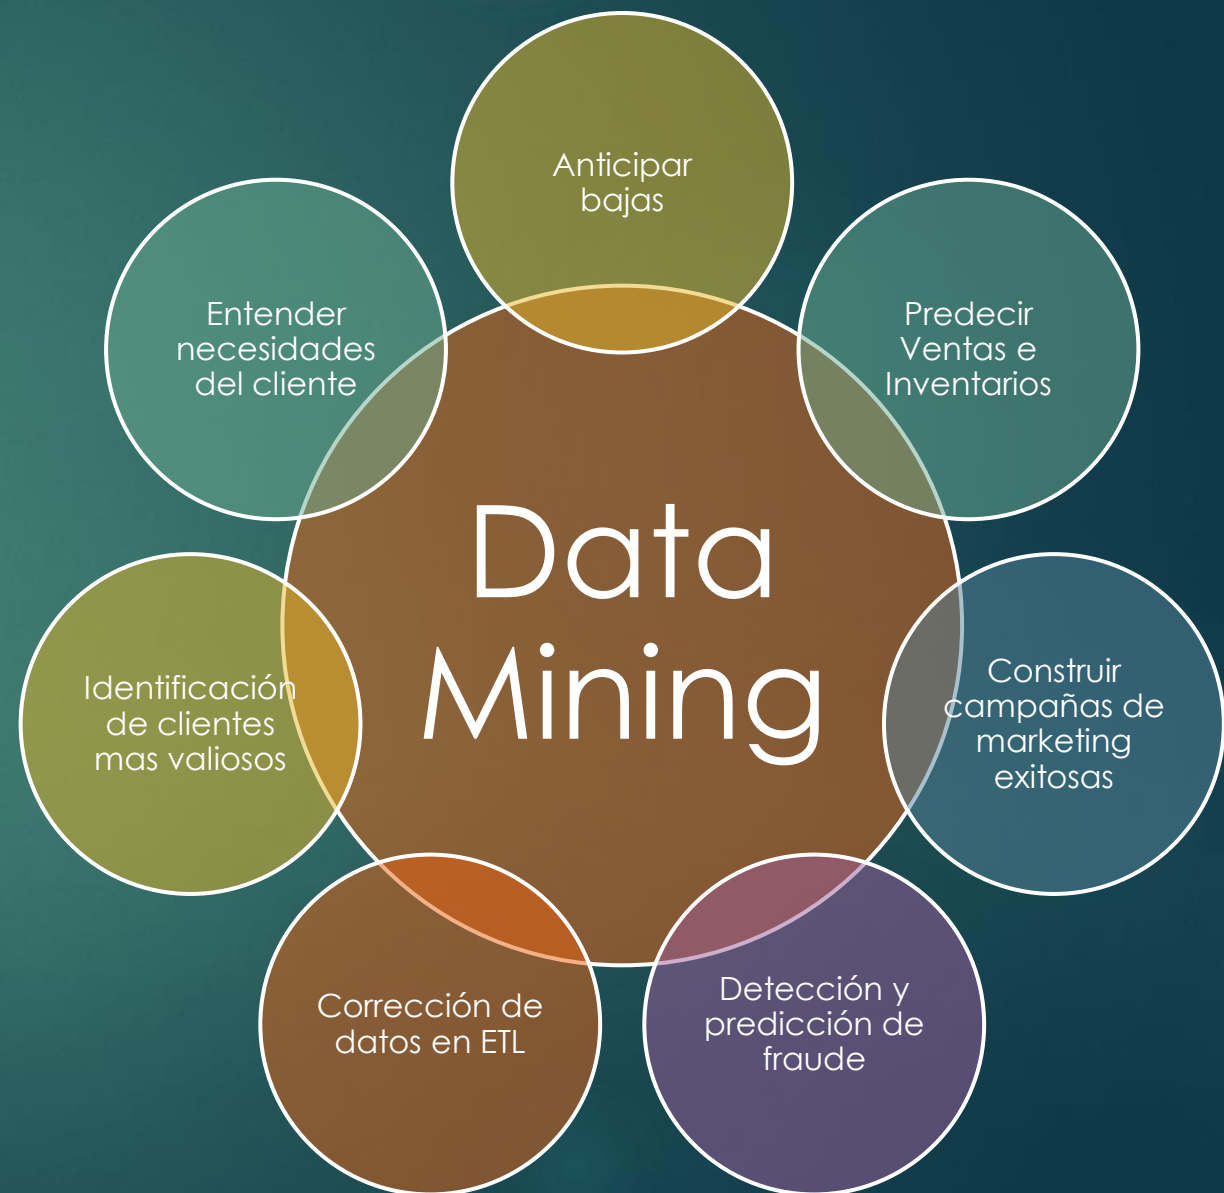 Data
Mining
Anticipar
bajas
Predecir
Ventas e
Inventarios
Construir
campañas de
marketing
exitosas
Detección y
predicción de
fraude
Corrección de
datos en ETL
Identificación
de clientes
mas valiosos
Entender
necesidades
del cliente